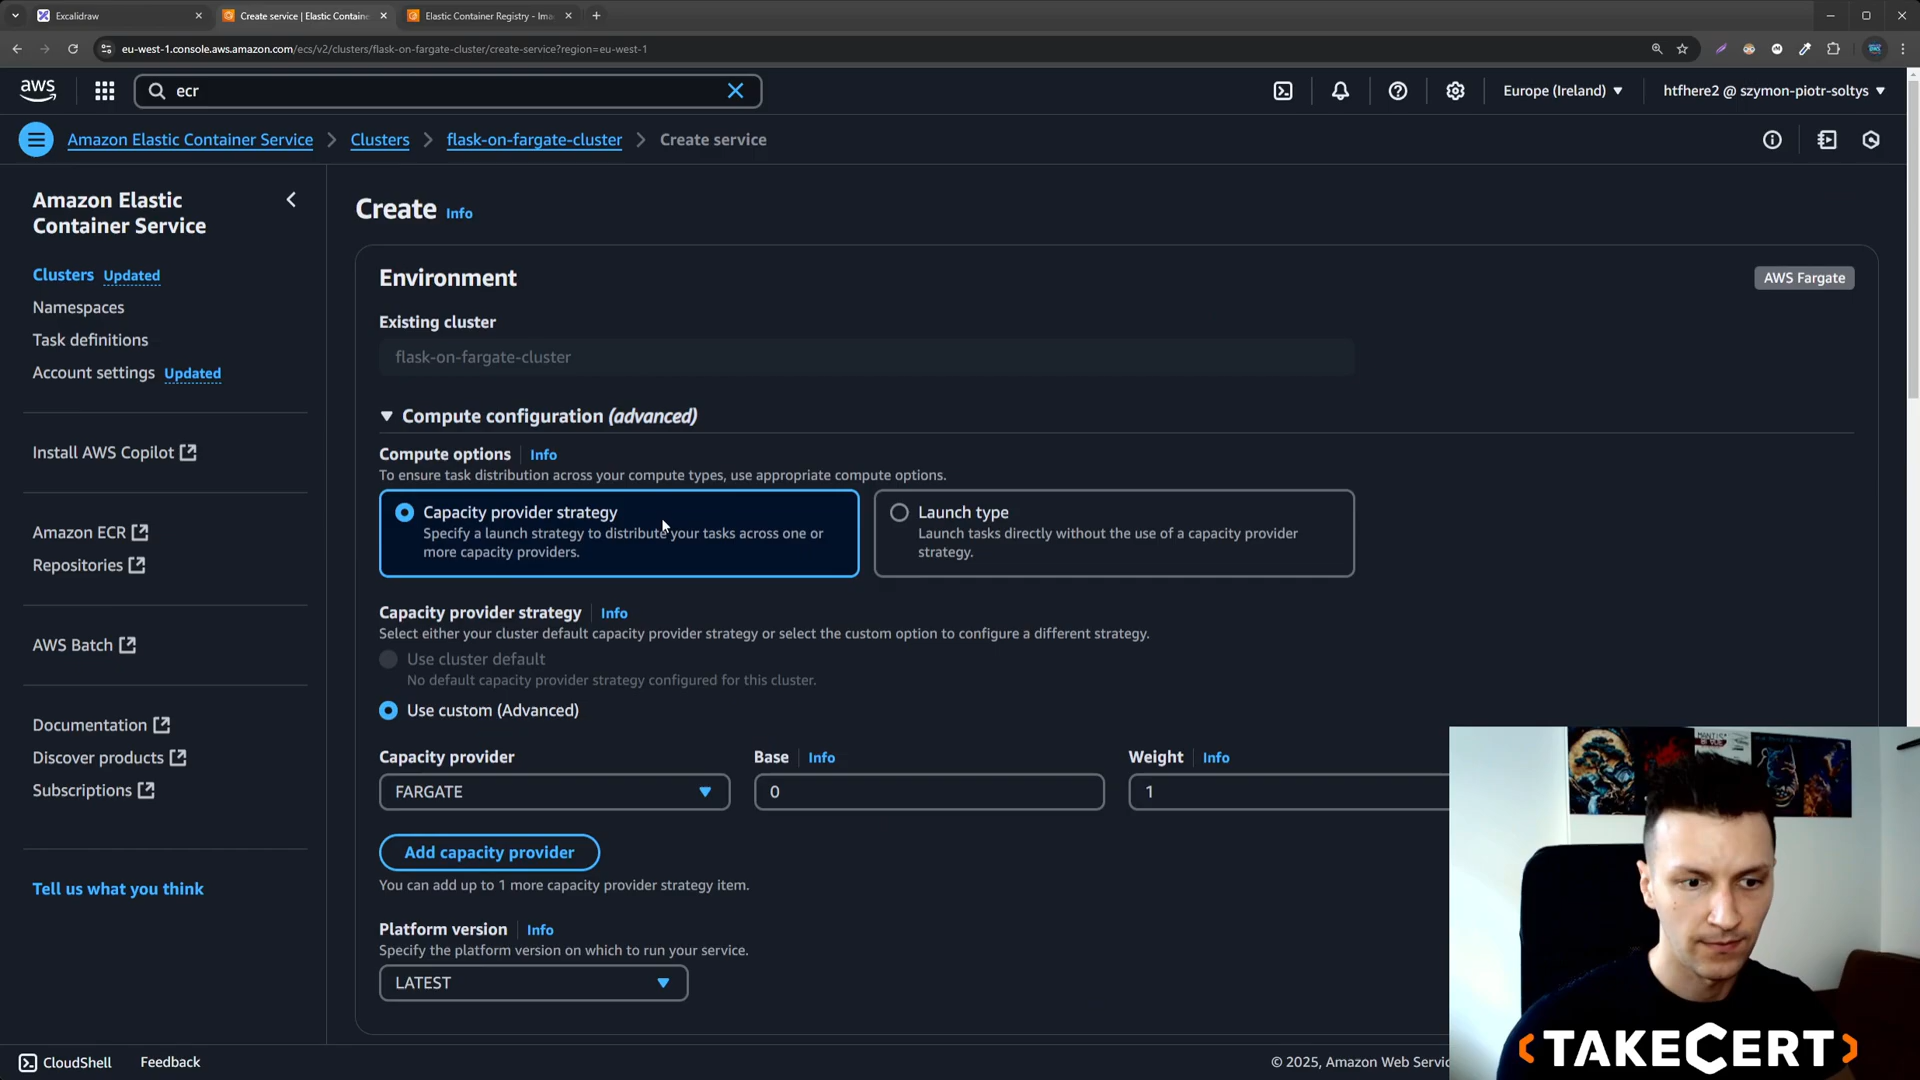 Excalidraw
Create service | Elastic Contain
Elastic Container Registry - Ima
eu-west-1.console.aws.amazon.com/ecs/v2/clusters/flask-on-fargate-cluster/create-service?region=eu-west-1
aws
ecr
Europe (Ireland)
htfhere2 @ szymon-piotr-soltys
Amazon Elastic Container Service
Clusters
flask-on-fargate-cluster
Create service
Amazon Elastic
Container Service
Clusters Updated
Namespaces
Task definitions
Account settings Updated
Install AWS Copilot
Amazon ECR
Repositories
AWS Batch
Documentation
Discover products
Subscriptions
Tell us what you think
Create Info
Environment
AWS Fargate
Existing cluster
flask-on-fargate-cluster
Compute configuration (advanced)
Compute options Info
To ensure task distribution across your compute types, use appropriate compute options.
Capacity provider strategy
Specify a launch strategy to distribute your tasks across one or
more capacity providers.
Launch type
Launch tasks directly without the use of a capacity provider
strategy.
Capacity provider strategy Info
Select either your cluster default capacity provider strategy or select the custom option to configure a different strategy.
Use cluster default
No default capacity provider strategy configured for this cluster.
Use custom (Advanced)
Capacity provider
Base Info
Weight Info
FARGATE
0
1
Add capacity provider
You can add up to 1 more capacity provider strategy item.
Platform version Info
Specify the platform version on which to run your service.
LATEST
CloudShell
Feedback
© 2025, Amazon Web Servic
TAKECERT